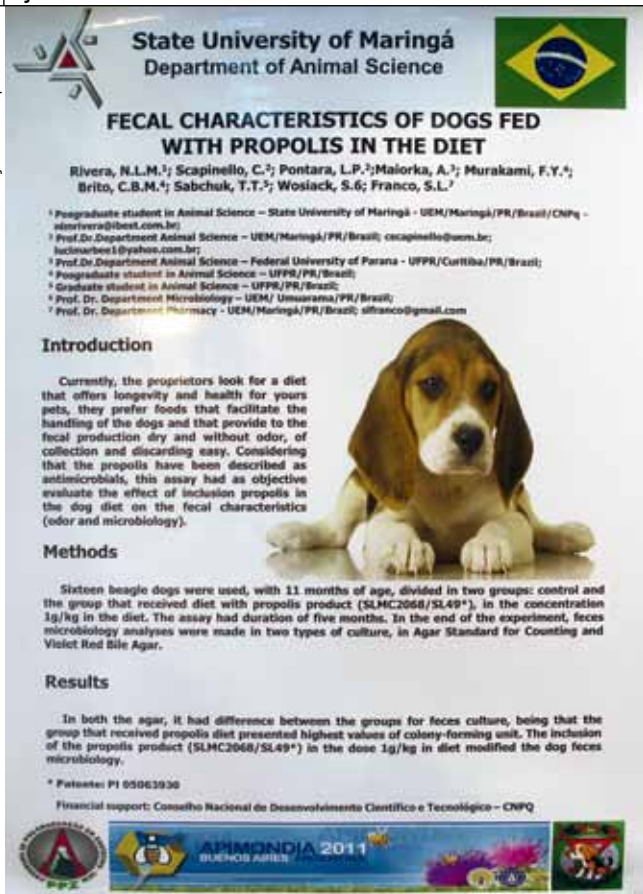 State University of Maringá
Department of Animal Science
FECAL CHARACTERISTICS OF DOGS FED
WITH PROPOLIS IN THE DIET
Rivera, N.L.M.¹; Scapinello, C.²; Pontara, L.P.²;Maiorka, A.³; Murakami, F.Y.⁴;
Brito, C.B.M.⁴; Sabchuk, T.T.⁵; Wosiack, S.6; Franco, S.L.⁷
¹ Posgraduate student in Animal Science – State University of Maringá - UEM/Maringá/PR/Brazil/CNPq -
@ibest.com.br;
² Prof.Dr.Department Animal Science – UEM/Maringá/PR/Brazil; cscapinello@uem.br;
lucimarbee1@yahoo.com.br;
³ Prof.Dr.Department Animal Science – Federal University of Parana - UFPR/Curitiba/PR/Brazil;
⁴ Posgraduate student in Animal Science – UFPR/PR/Brazil;
⁵ Graduate student in Animal Science – UFPR/PR/Brazil;
⁶ Prof. Dr. Department Microbiology – UEM/ Umuarama/PR/Brazil;
⁷ Prof. Dr. Department Pharmacy - UEM/Maringá/PR/Brazil; slfranco@gmail.com
Introduction
Currently, the proprietors look for a diet
that offers longevity and health for yours
pets, they prefer foods that facilitate the
handling of the dogs and that provide to the
fecal production dry and without odor, of
collection and discarding easy. Considering
that the propolis have been described as
antimicrobials, this assay had as objective
evaluate the effect of inclusion propolis in
the dog diet on the fecal characteristics
(odor and microbiology).
Methods
Sixteen beagle dogs were used, with 11 months of age, divided in two groups: control and
the group that received diet with propolis product (SLMC2068/SL49*), in the concentration
1g/kg in the diet. The assay had duration of five months. In the end of the experiment, feces
microbiology analyses were made in two types of culture, in Agar Standard for Counting and
Violet Red Bile Agar.
Results
In both the agar, it had difference between the groups for feces culture, being that the
group that received propolis diet presented highest values of colony-forming unit. The inclusion
of the propolis product (SLMC2068/SL49*) in the dose 1g/kg in diet modified the dog feces
microbiology.
* Patente: PI 05063930
Financial support: Conselho Nacional de Desenvolvimento Científico e Tecnológico – CNPQ
PPZ
APIMONDIA 2011
BUENOS AIRES ARGENTINA